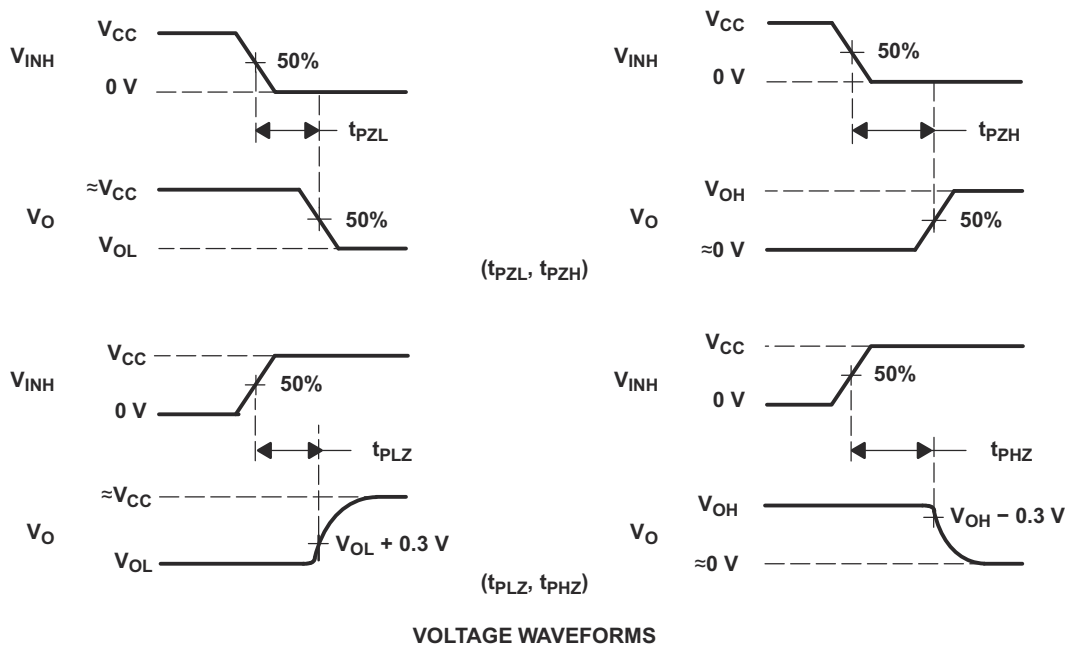 V_CC
V_INH
50%
0 V
t_PZL
≈V_CC
V_O
50%
V_OL
V_CC
V_INH
50%
0 V
t_PZH
V_OH
V_O
50%
≈0 V
(t_PZL, t_PZH)
V_CC
V_INH
50%
0 V
t_PLZ
≈V_CC
V_O
V_OL + 0.3 V
V_OL
V_CC
V_INH
50%
0 V
t_PHZ
V_OH
V_OH − 0.3 V
V_O
≈0 V
(t_PLZ, t_PHZ)
VOLTAGE WAVEFORMS